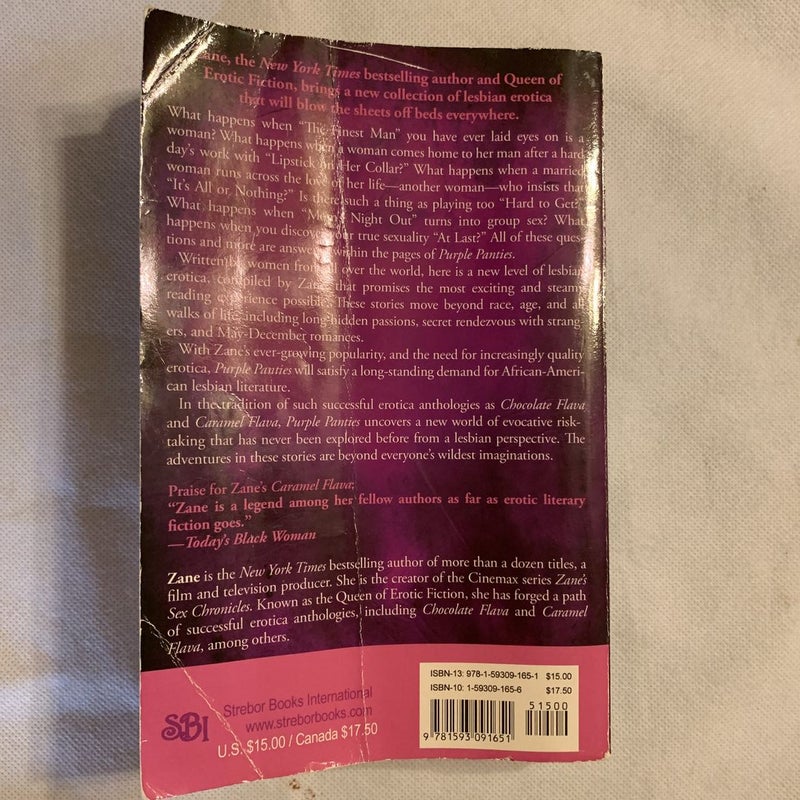 Zane, the New York Times bestselling author and Queen of
Erotic Fiction, brings a new collection of lesbian erotica
that will blow the sheets off beds everywhere.
What happens when “The Finest Man” you have ever laid eyes on is a
woman? What happens when a woman comes home to her man after a hard
day’s work with “Lipstick on Her Collar?” What happens when a married
woman runs across the love of her life—another woman—who insists that
“It’s All or Nothing?” Is there such a thing as playing too “Hard to Get?”
What happens when “Mom’s Night Out” turns into group sex? What
happens when you discover your true sexuality “At Last?” All of these ques-
tions and more are answered within the pages of Purple Panties.
Written by women from all over the world, here is a new level of lesbian
erotica, compiled by Zane, that promises the most exciting and steamy
reading experience possible. These stories move beyond race, age, and all
walks of life, including long-hidden passions, secret rendezvous with strang-
ers, and May-December romances.
With Zane’s ever-growing popularity, and the need for increasingly quality
erotica, Purple Panties will satisfy a long-standing demand for African-Ameri-
can lesbian literature.
In the tradition of such successful erotica anthologies as Chocolate Flava
and Caramel Flava, Purple Panties uncovers a new world of evocative risk-
taking that has never been explored before from a lesbian perspective. The
adventures in these stories are beyond everyone’s wildest imaginations.
Praise for Zane’s Caramel Flava:
“Zane is a legend among her fellow authors as far as erotic literary
fiction goes.”
—Today’s Black Woman
Zane is the New York Times bestselling author of more than a dozen titles, a
film and television producer. She is the creator of the Cinemax series Zane’s
Sex Chronicles. Known as the Queen of Erotic Fiction, she has forged a path
of successful erotica anthologies, including Chocolate Flava and Caramel
Flava, among others.
SBI
Strebor Books International
www.streborbooks.com
U.S. $15.00 / Canada $17.50
ISBN-13: 978-1-59309-165-1 $15.00
ISBN-10: 1-59309-165-6 $17.50
51500
9 781593 091651